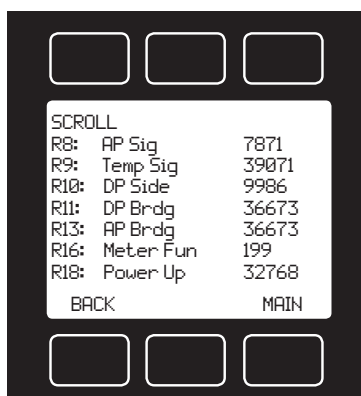 SCROLL
R8: AP Sig 7871
R9: Temp Sig 39071
R10: DP Side 9986
R11: DP Brdg 36673
R13: AP Brdg 36673
R16: Meter Fun 199
R18: Power Up 32768
BACK MAIN